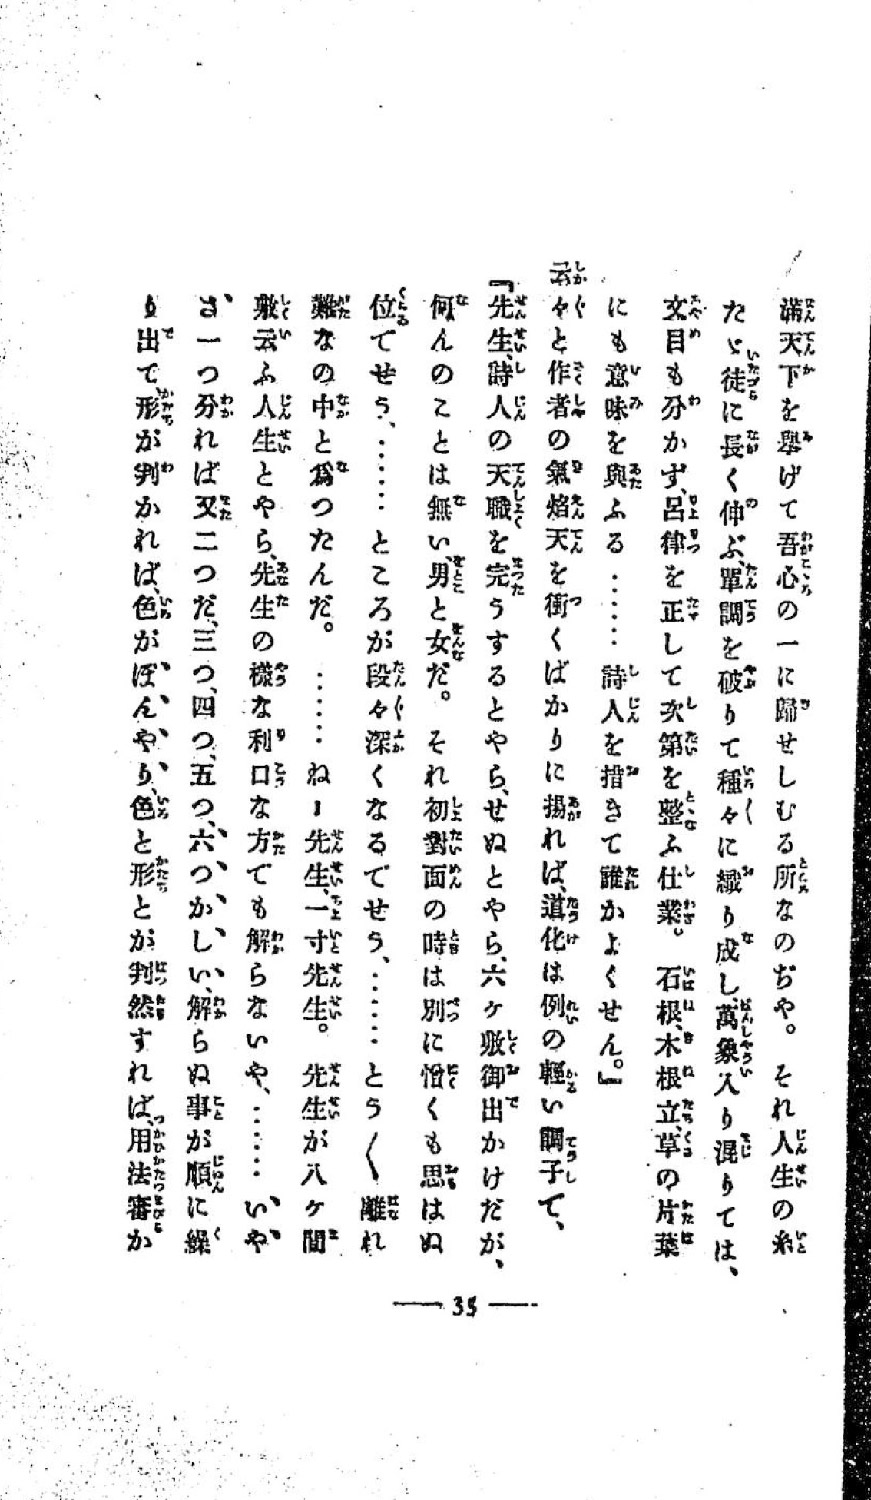 滿天下を擧げて吾心の一に歸せしむる所なのぢや。それ人生の糸
たゞ徒に長く伸ぶ、單調を破りて種々に織り成し、萬象入り混りては、
文目も分かず、呂律を正して次第を整ふ仕業。石根、木根立、草の片葉
にも意味を與ふる……詩人を措きて誰かよくせん。』
云々と作者の氣焰天を衝くばかりに揚れば、道化は例の輕い調子で、
『先生、詩人の天職を完うするとやら、せぬとやら、六ヶ敷御出かけだが、
何んのことは無い、男と女だ。それ初對面の時は別に憎くも思はぬ
位でせう、……ところが段々深くなるでせう、……とう〳〵離れ
難なの中と爲つたんだ。……ねー先生、一寸先生。先生が八ヶ間
敷云ふ人生とやら、先生の樣な利口な方でも解らないや、……いや
さ、一つ分れば又二つだ、三つ、四つ、五つ、六つ、かしい、解らぬ事が順に繰
り出て、形が判かれば、色がぼんやり、色と形とが判然すれば、用法審か
― 35 ―